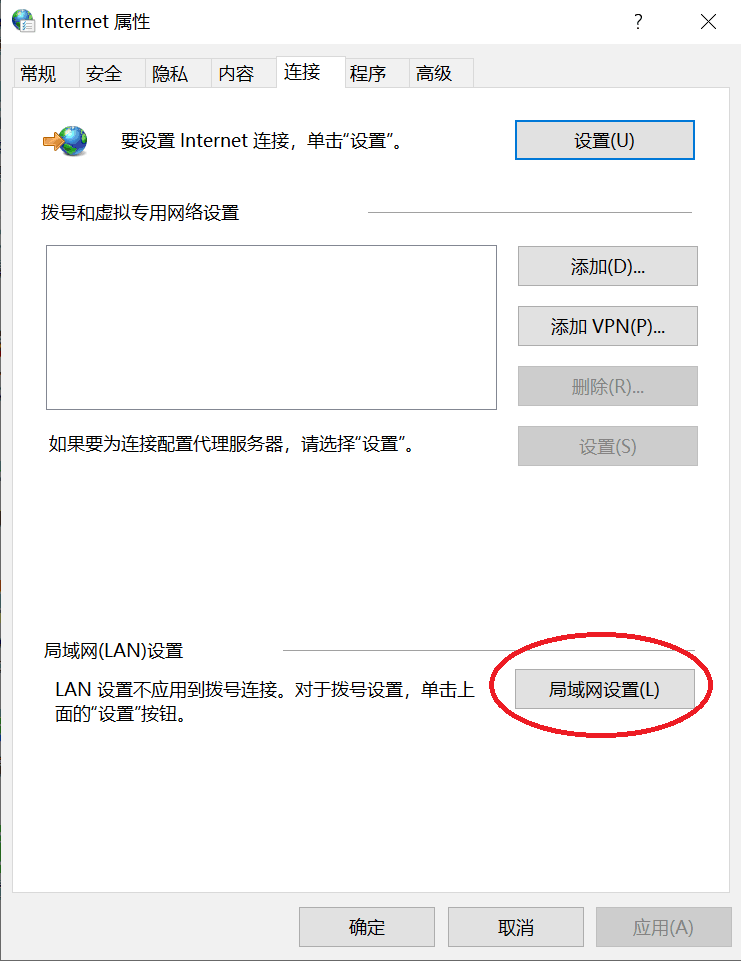 Internet 属性
?
常规 安全 隐私 内容 连接 程序 高级
要设置 Internet 连接，单击“设置”。
设置(U)
拨号和虚拟专用网络设置
添加(D)...
添加 VPN(P)...
删除(R)...
如果要为连接配置代理服务器，请选择“设置”。
设置(S)
局域网(LAN)设置
LAN 设置不应用到拨号连接。对于拨号设置，单击上
面的“设置”按钮。
局域网设置(L)
确定 取消 应用(A)